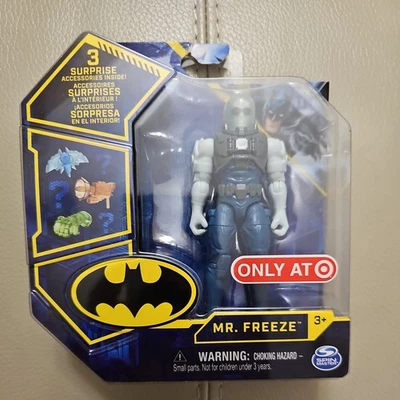 3
SURPRISE
ACCESSORIES INSIDE!
ACCESSOIRES
SURPRISES
À L'INTÉRIEUR !
¡ACCESORIOS
SORPRESA
EN EL INTERIOR!
ONLY AT
MR. FREEZE™
3+
WARNING: CHOKING HAZARD –
Small parts. Not for children under 3 years.
SPIN MASTER